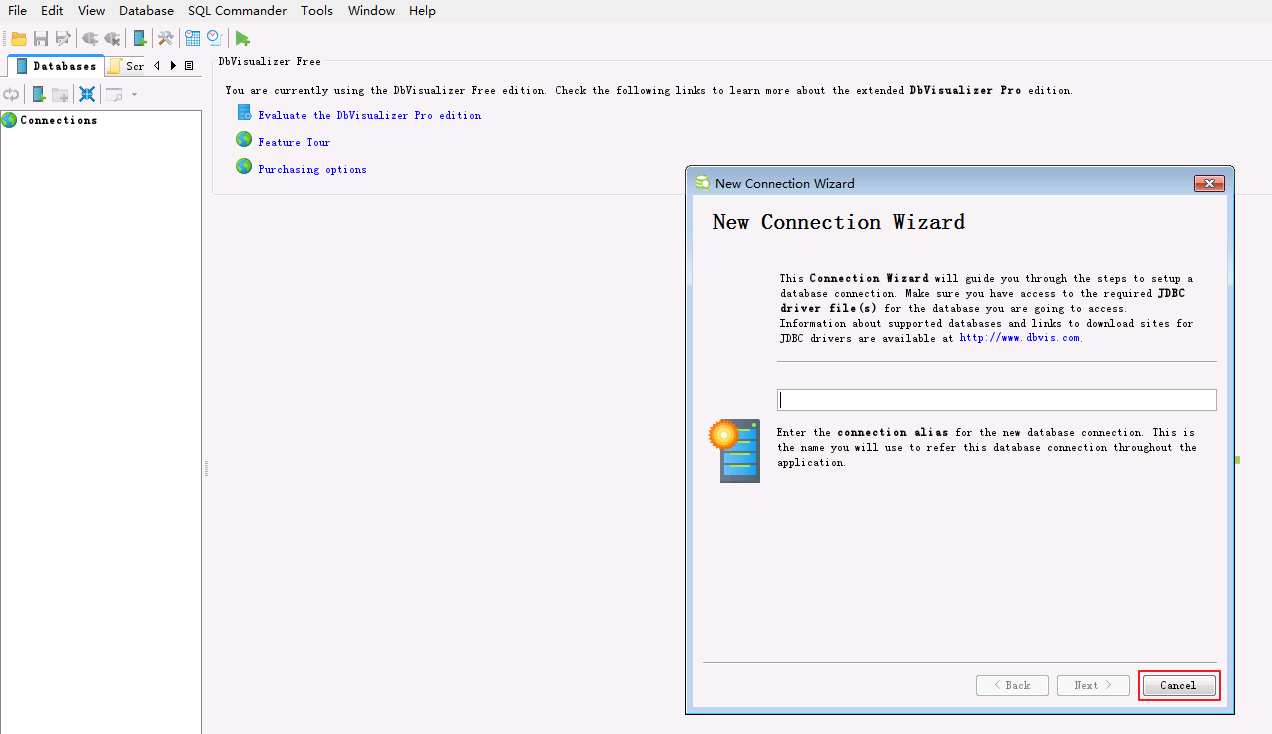 File Edit View Database SQL Commander Tools Window Help
Databases Scr
Connections
DbVisualizer Free
You are currently using the DbVisualizer Free edition. Check the following links to learn more about the extended DbVisualizer Pro edition.
Evaluate the DbVisualizer Pro edition
Feature Tour
Purchasing options
New Connection Wizard
New Connection Wizard
This Connection Wizard will guide you through the steps to setup a
database connection. Make sure you have access to the required JDBC
driver file(s) for the database you are going to access.
Information about supported databases and links to download sites for
JDBC drivers are available at http://www.dbvis.com.
Enter the connection alias for the new database connection. This is
the name you will use to refer this database connection throughout the
application.
< Back Next > Cancel